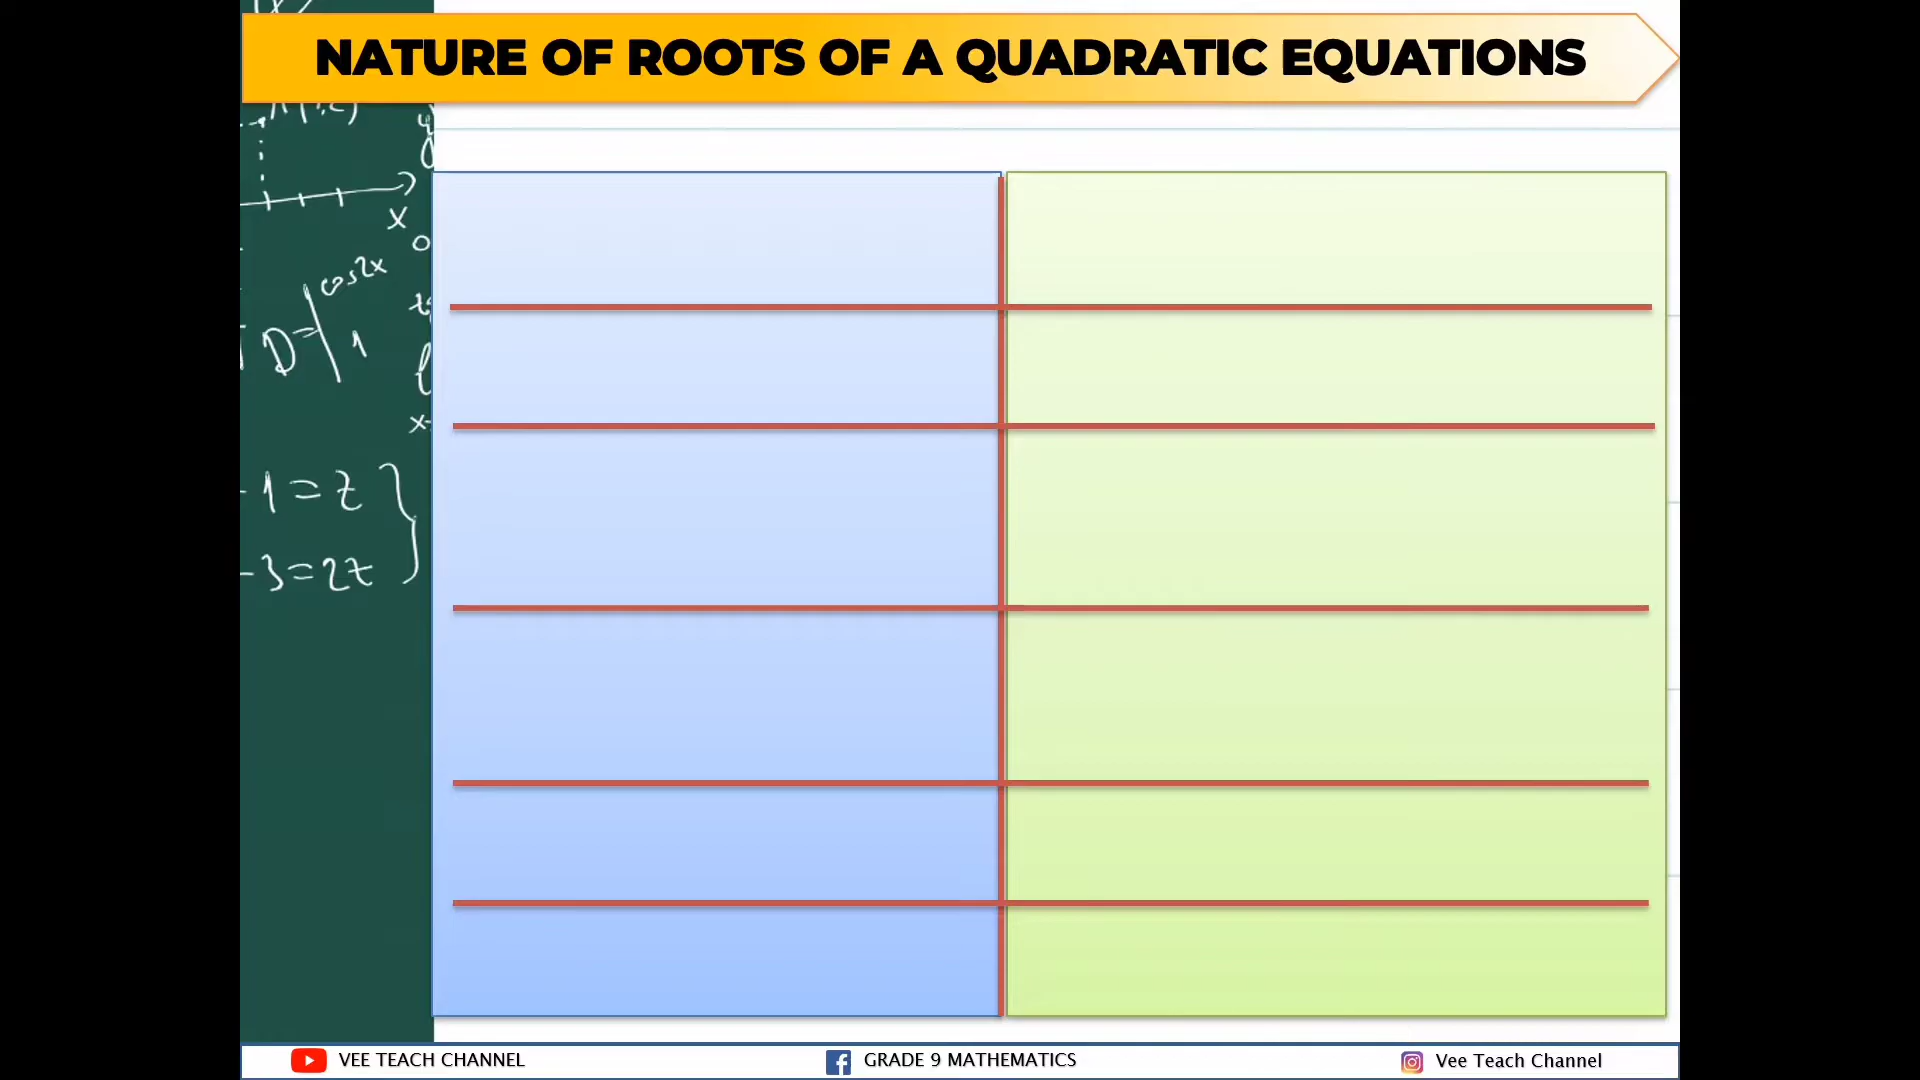 NATURE OF ROOTS OF A QUADRATIC EQUATIONS
x
cos2x
D= 1
-1=z
-3=2t
VEE TEACH CHANNEL
GRADE 9 MATHEMATICS
Vee Teach Channel